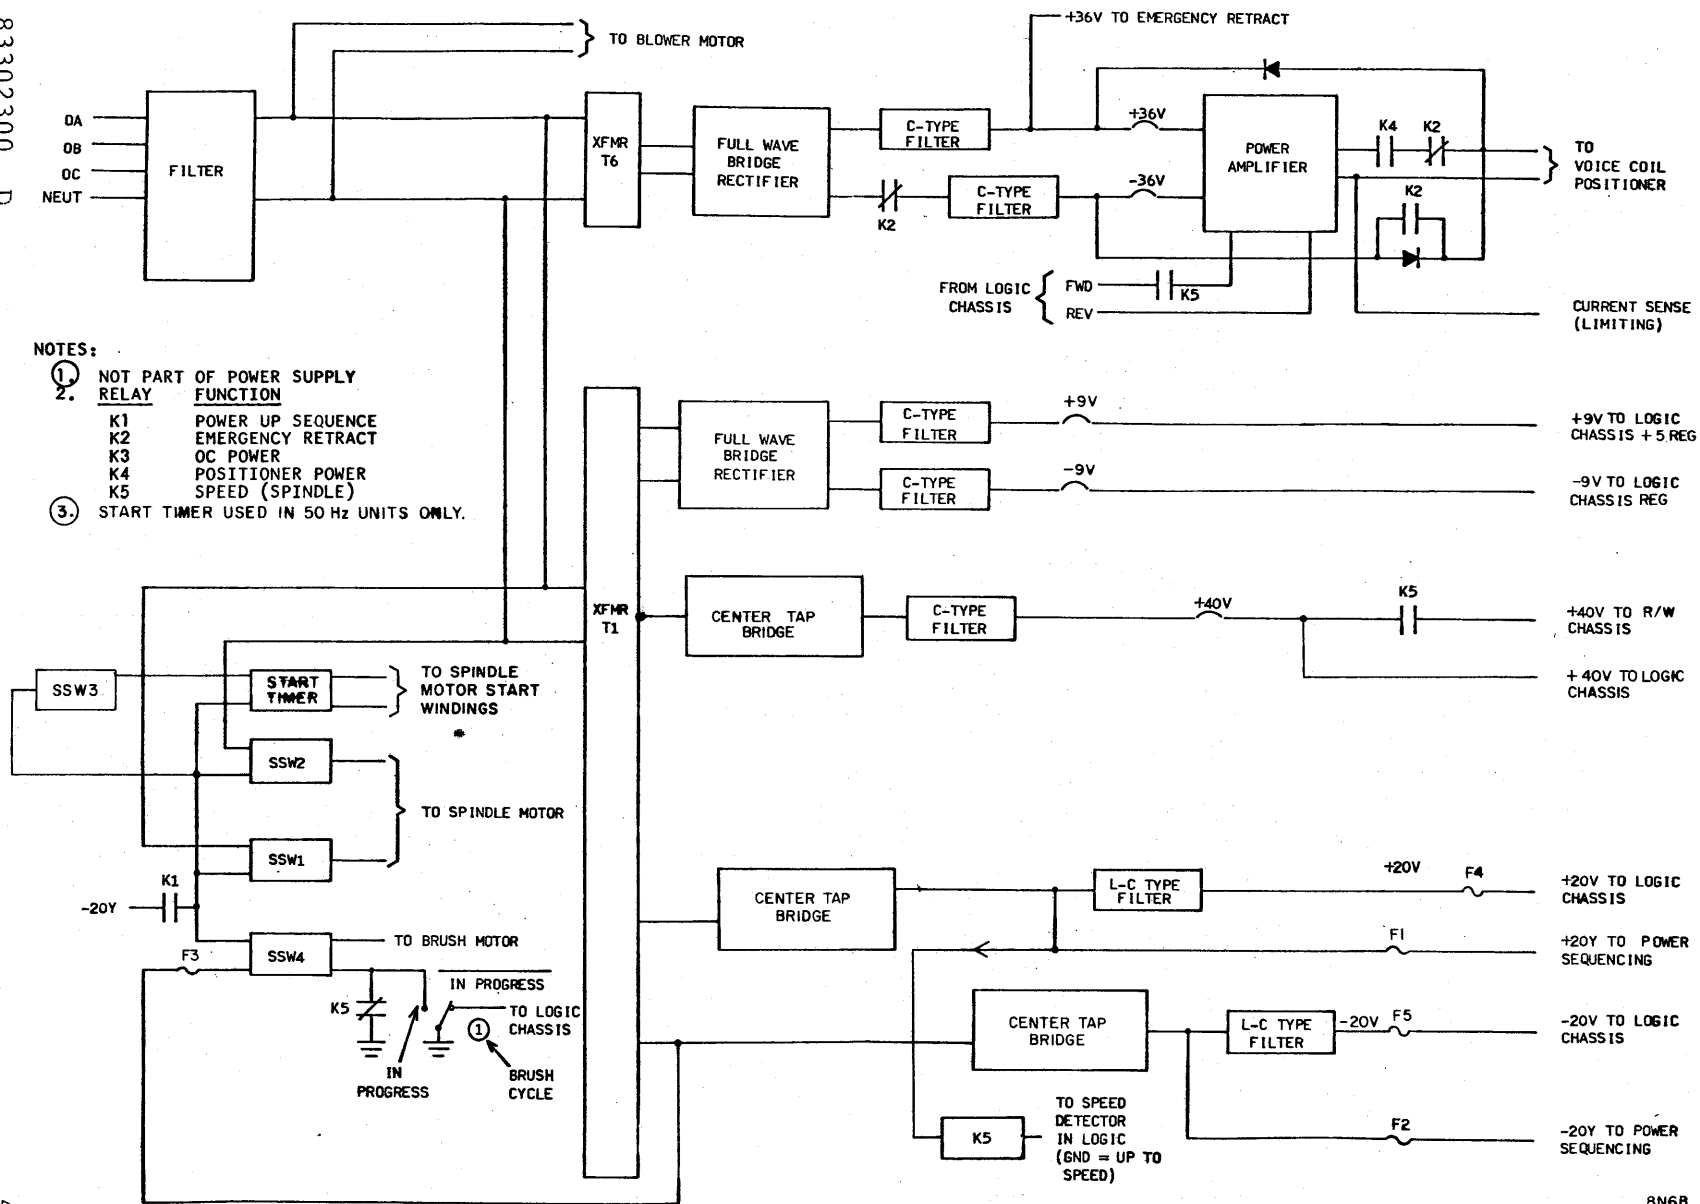 83302300 D
+36V TO EMERGENCY RETRACT
TO BLOWER MOTOR
0A
0B
0C
NEUT
FILTER
XFMR
T6
FULL WAVE
BRIDGE
RECTIFIER
C-TYPE
FILTER
K2
C-TYPE
FILTER
+36V
-36V
POWER
AMPLIFIER
K4
K2
K2
TO
VOICE COIL
POSITIONER
FROM LOGIC
CHASSIS
FWD
REV
K5
CURRENT SENSE
(LIMITING)
NOTES:
1. NOT PART OF POWER SUPPLY
2. RELAY FUNCTION
K1 POWER UP SEQUENCE
K2 EMERGENCY RETRACT
K3 OC POWER
K4 POSITIONER POWER
K5 SPEED (SPINDLE)
3. START TIMER USED IN 50 Hz UNITS ONLY.
XFMR
T1
FULL WAVE
BRIDGE
RECTIFIER
C-TYPE
FILTER
C-TYPE
FILTER
+9V
-9V
+9V TO LOGIC
CHASSIS + 5 REG
-9V TO LOGIC
CHASSIS REG
CENTER TAP
BRIDGE
C-TYPE
FILTER
+40V
K5
+40V TO R/W
CHASSIS
+40V TO LOGIC
CHASSIS
SSW3
START
TIMER
TO SPINDLE
MOTOR START
WINDINGS
SSW2
TO SPINDLE MOTOR
SSW1
K1
-20Y
SSW4
TO BRUSH MOTOR
F3
K5
IN PROGRESS
TO LOGIC
CHASSIS
1
IN
PROGRESS
BRUSH
CYCLE
CENTER TAP
BRIDGE
L-C TYPE
FILTER
+20V
F4
+20V TO LOGIC
CHASSIS
F1
+20Y TO POWER
SEQUENCING
CENTER TAP
BRIDGE
L-C TYPE
FILTER
-20V
F5
-20V TO LOGIC
CHASSIS
K5
TO SPEED
DETECTOR
IN LOGIC
(GND = UP TO
SPEED)
F2
-20Y TO POWER
SEQUENCING
8N6B